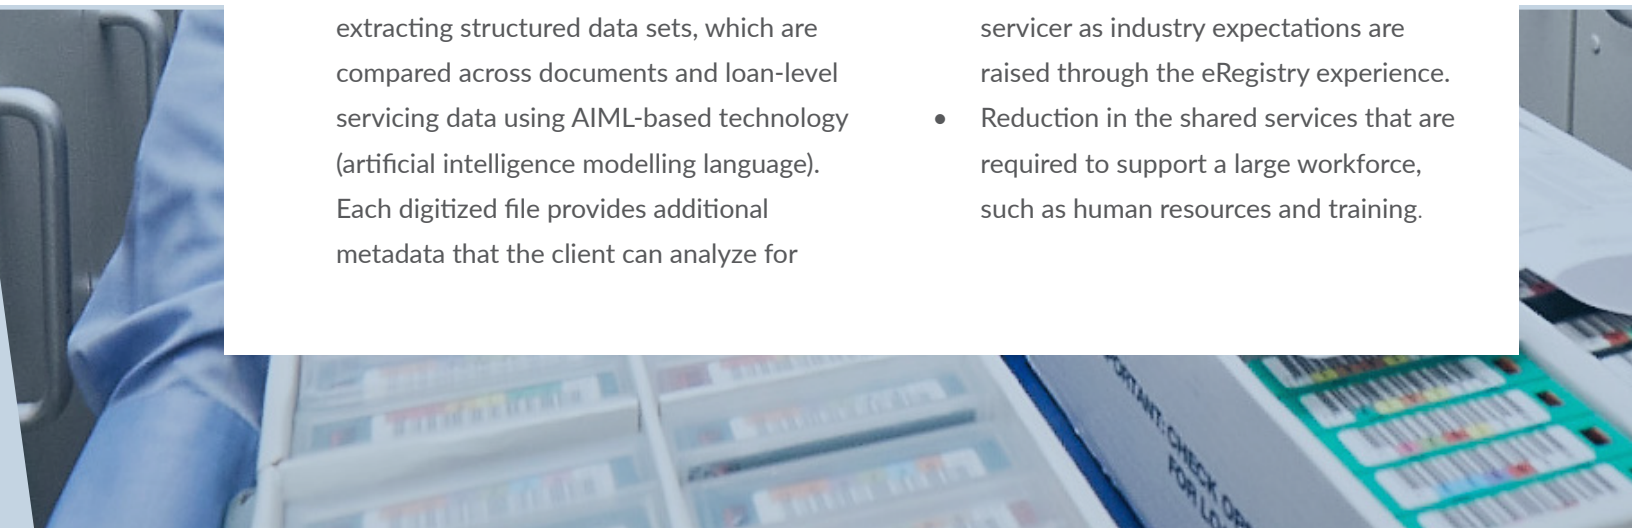 extracting structured data sets, which are
compared across documents and loan-level
servicing data using AIML-based technology
(artificial intelligence modelling language).
Each digitized file provides additional
metadata that the client can analyze for
servicer as industry expectations are
raised through the eRegistry experience.
• Reduction in the shared services that are
required to support a large workforce,
such as human resources and training.
CHECK
FOR